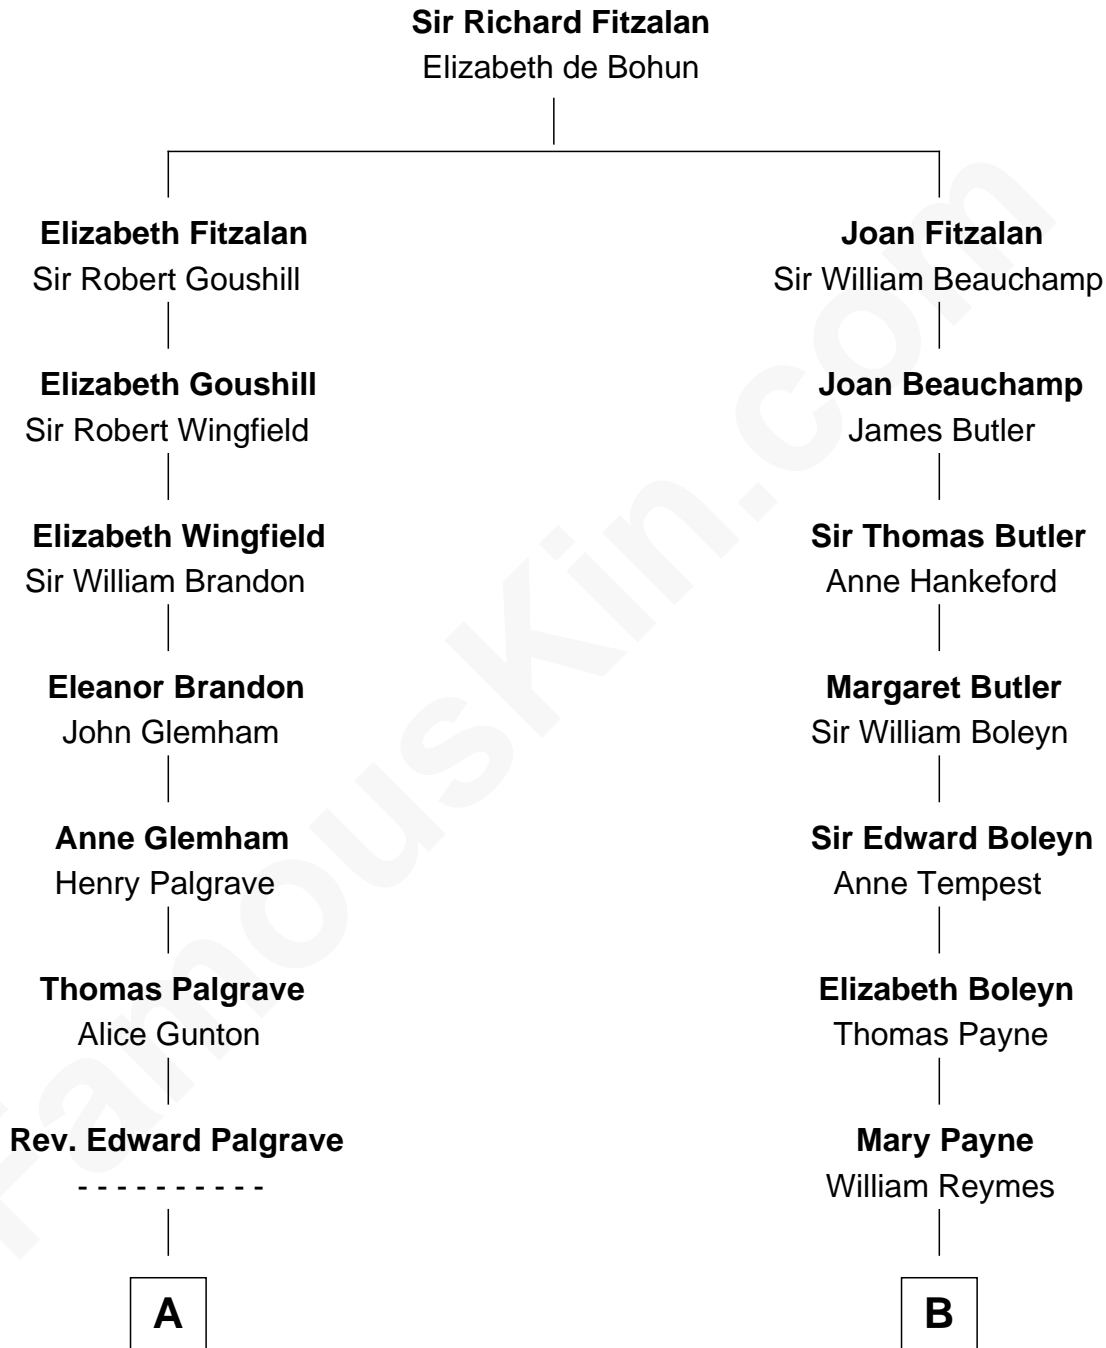 Sir Richard Fitzalan
Elizabeth de Bohun
Elizabeth Fitzalan
Sir Robert Goushill
Joan Fitzalan
Sir William Beauchamp
Elizabeth Goushill
Sir Robert Wingfield
Joan Beauchamp
James Butler
Elizabeth Wingfield
Sir William Brandon
Sir Thomas Butler
Anne Hankeford
Eleanor Brandon
John Glemham
Margaret Butler
Sir William Boleyn
Anne Glemham
Henry Palgrave
Sir Edward Boleyn
Anne Tempest
Thomas Palgrave
Alice Gunton
Elizabeth Boleyn
Thomas Payne
Rev. Edward Palgrave
- - - - - - - - - -
Mary Payne
William Reymes
A
B
FamousKin.com